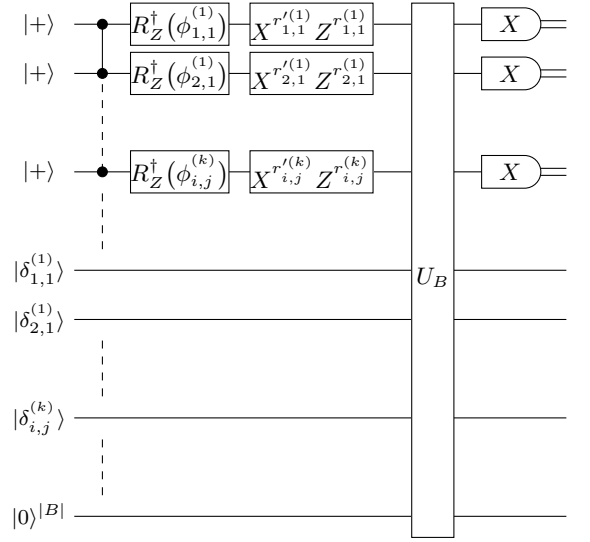 |+⟩ R_Z^†(ϕ_{1,1}^{(1)}) X^{r'^{(1)}_{1,1}} Z^{r^{(1)}_{1,1}} X
|+⟩ R_Z^†(ϕ_{2,1}^{(1)}) X^{r'^{(1)}_{2,1}} Z^{r^{(1)}_{2,1}} X
|+⟩ R_Z^†(ϕ_{i,j}^{(k)}) X^{r'^{(k)}_{i,j}} Z^{r^{(k)}_{i,j}} X
|δ_{1,1}^{(1)}⟩ U_B
|δ_{2,1}^{(1)}⟩
|δ_{i,j}^{(k)}⟩
|0⟩^{|B|}